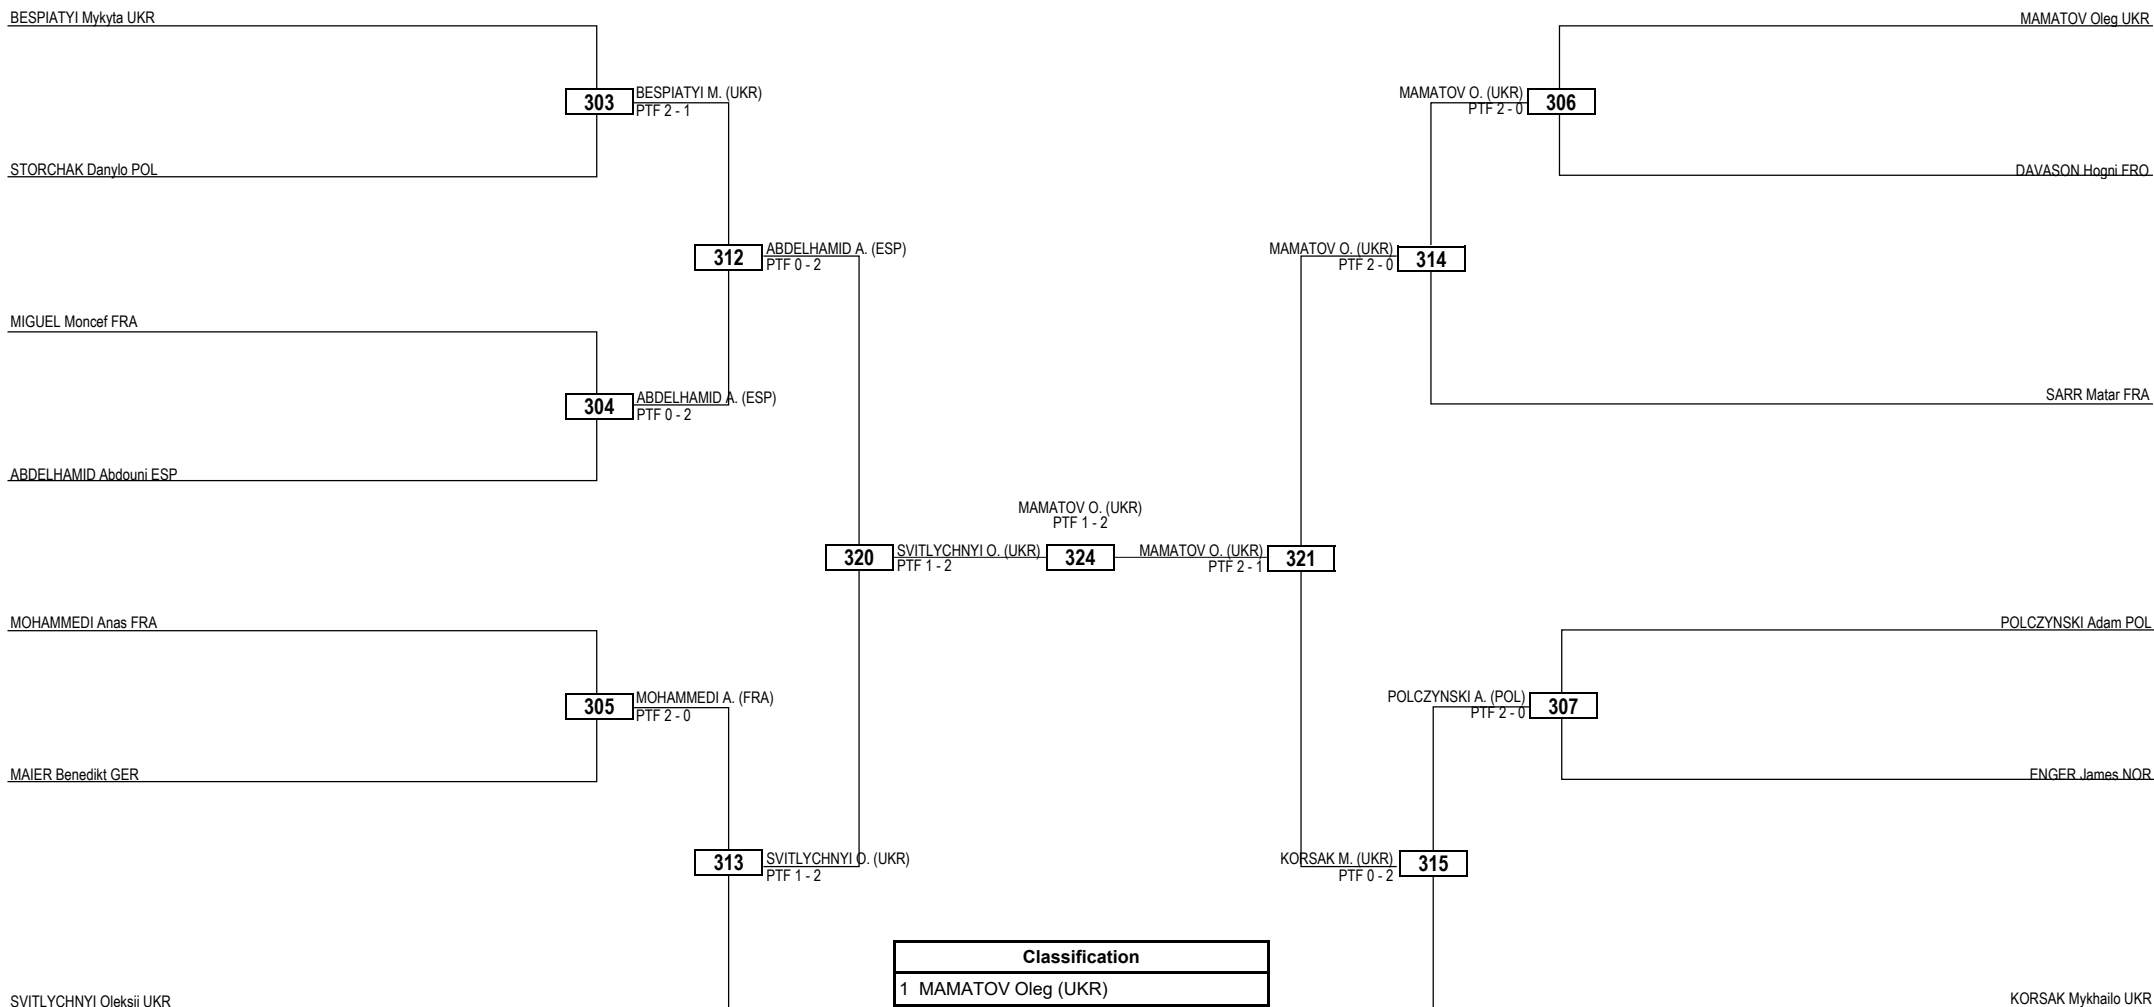 BESPIATYI Mykyta UKR
MAMATOV Oleg UKR
303
BESPIATYI M. (UKR)
PTF 2 - 1
MAMATOV O. (UKR)
PTF 2 - 0
306
STORCHAK Danylo POL
DAVASON Hogni FRO
312
ABDELHAMID A. (ESP)
PTF 0 - 2
MAMATOV O. (UKR)
PTF 2 - 0
314
MIGUEL Moncef FRA
304
ABDELHAMID A. (ESP)
PTF 0 - 2
SARR Matar FRA
ABDELHAMID Abdouni ESP
MAMATOV O. (UKR)
PTF 1 - 2
320
SVITLYCHNYI O. (UKR)
PTF 1 - 2
324
MAMATOV O. (UKR)
PTF 2 - 1
321
MOHAMMEDI Anas FRA
POLCZYNSKI Adam POL
305
MOHAMMEDI A. (FRA)
PTF 2 - 0
POLCZYNSKI A. (POL)
PTF 2 - 0
307
MAIER Benedikt GER
ENGER James NOR
313
SVITLYCHNYI O. (UKR)
PTF 1 - 2
KORSAK M. (UKR)
PTF 0 - 2
315
Classification
1 MAMATOV Oleg (UKR)
SVITLYCHNYI Oleksii UKR
KORSAK Mykhailo UKR